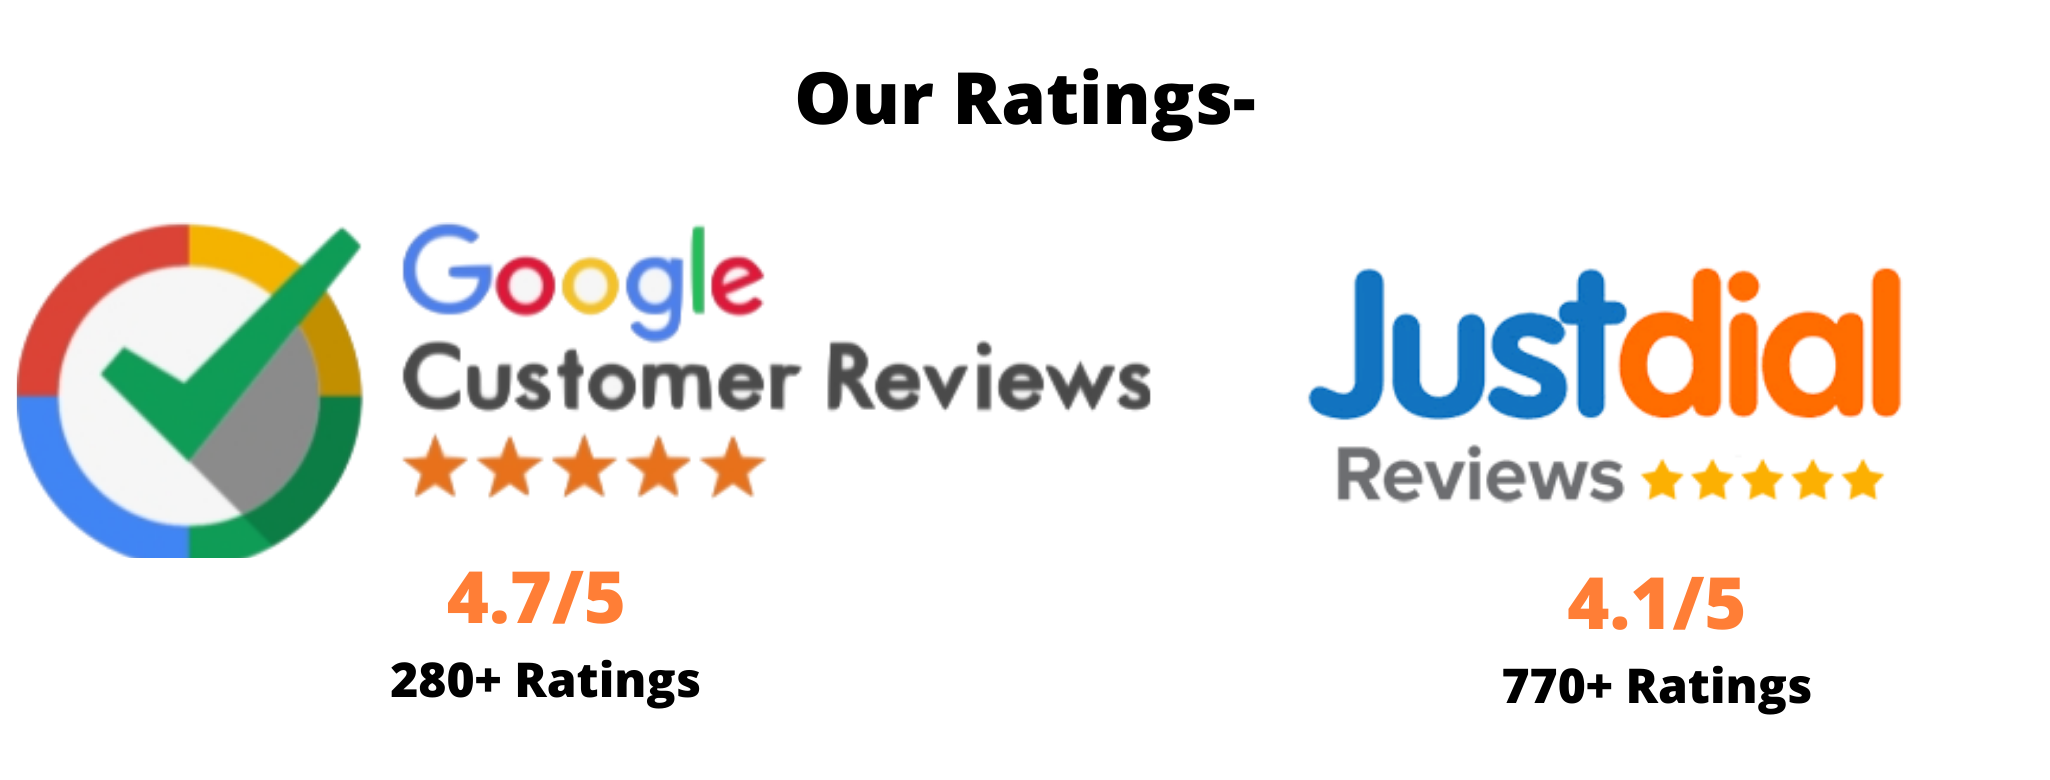 Our Ratings-
Google
Customer Reviews
4.7/5
280+ Ratings
Justdial
Reviews
4.1/5
770+ Ratings